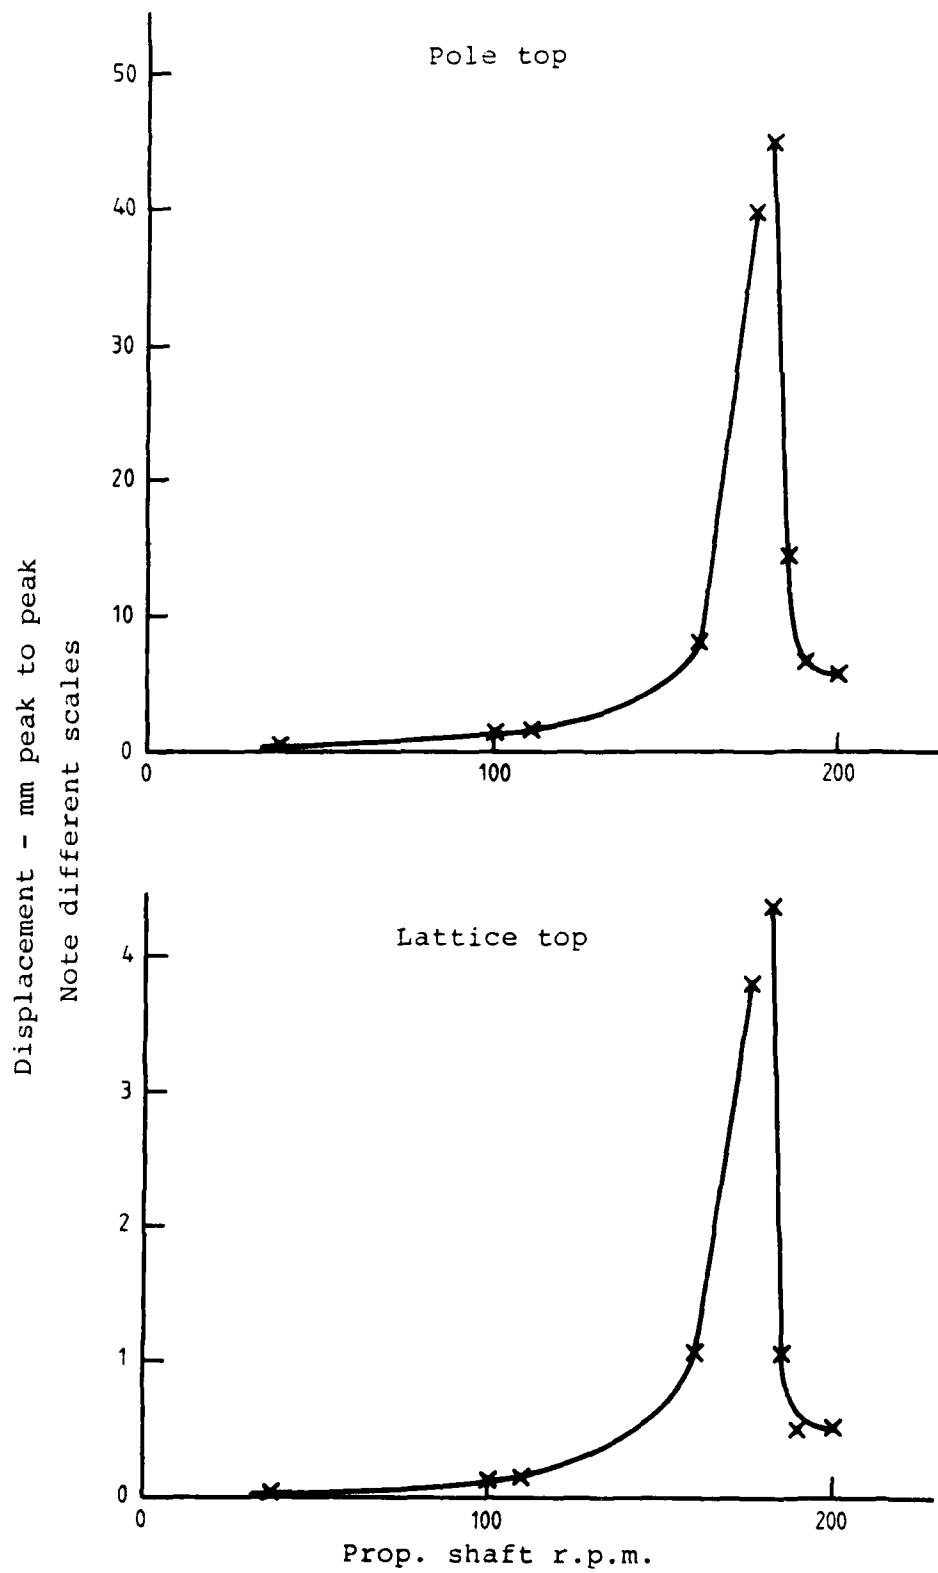 Pole top
50
40
30
20
10
0
0 100 200
Displacement - mm peak to peak
Note different scales
Lattice top
4
3
2
1
0
0 100 200
Prop. shaft r.p.m.